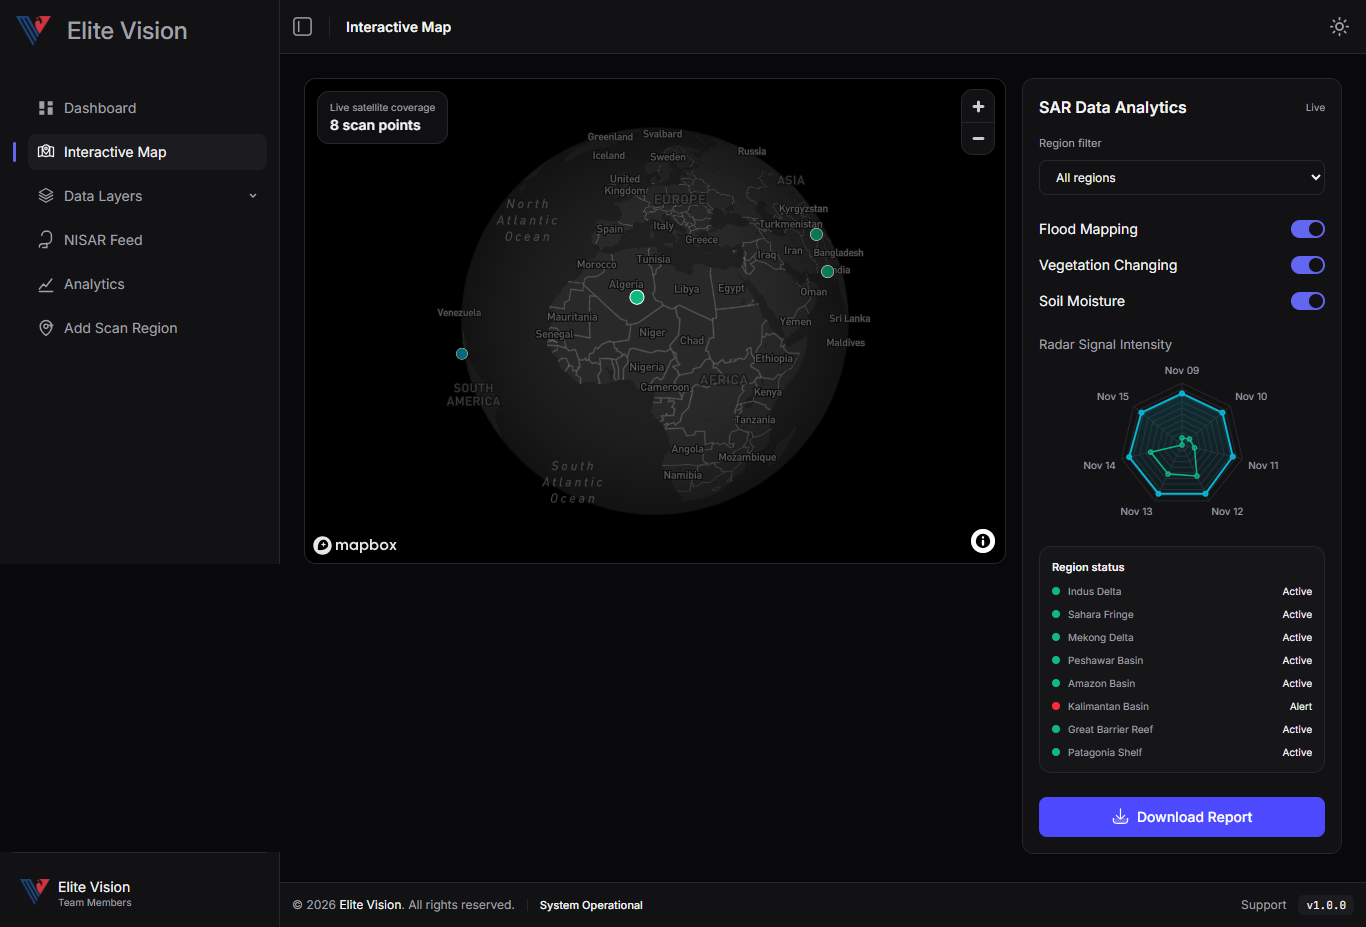 Elite Vision
Dashboard
Interactive Map
Data Layers
NISAR Feed
Analytics
Add Scan Region
Interactive Map
Live satellite coverage
8 scan points
+
−
Greenland
Svalbard
Iceland
Sweden
Russia
United
Kingdom
ASIA
EUROPE
North
Atlantic
Ocean
Kyrgyzstan
Spain
Italy
Turkmenistan
Greece
Iraq
Iran
Bangladesh
Morocco
Tunisia
Algeria
Libya
Egypt
Oman
Venezuela
Mauritania
Yemen
Sri Lanka
Senegal
Niger
Chad
Maldives
Ethiopia
Nigeria
Cameroon
AFRICA
Kenya
SOUTH
AMERICA
Tanzania
Angola
Mozambique
Namibia
South
Atlantic
Ocean
mapbox
SAR Data Analytics
Live
Region filter
All regions
Flood Mapping
Vegetation Changing
Soil Moisture
Radar Signal Intensity
Nov 09
Nov 15
Nov 10
Nov 14
Nov 11
Nov 13
Nov 12
Region status
Indus Delta Active
Sahara Fringe Active
Mekong Delta Active
Peshawar Basin Active
Amazon Basin Active
Kalimantan Basin Alert
Great Barrier Reef Active
Patagonia Shelf Active
Download Report
Elite Vision
Team Members
© 2026 Elite Vision. All rights reserved.
System Operational
Support
v1.0.0